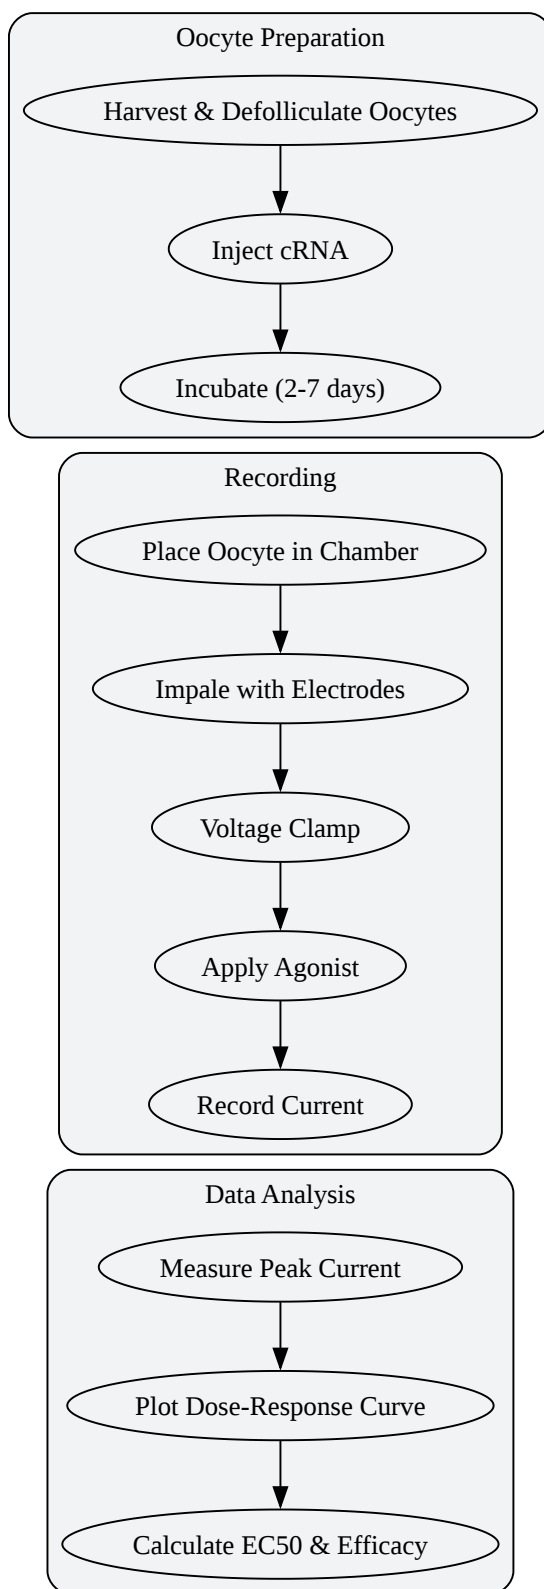 Oocyte Preparation
Harvest & Defolliculate Oocytes
Inject cRNA
Incubate (2-7 days)
Recording
Place Oocyte in Chamber
Impale with Electrodes
Voltage Clamp
Apply Agonist
Record Current
Data Analysis
Measure Peak Current
Plot Dose-Response Curve
Calculate EC50 & Efficacy